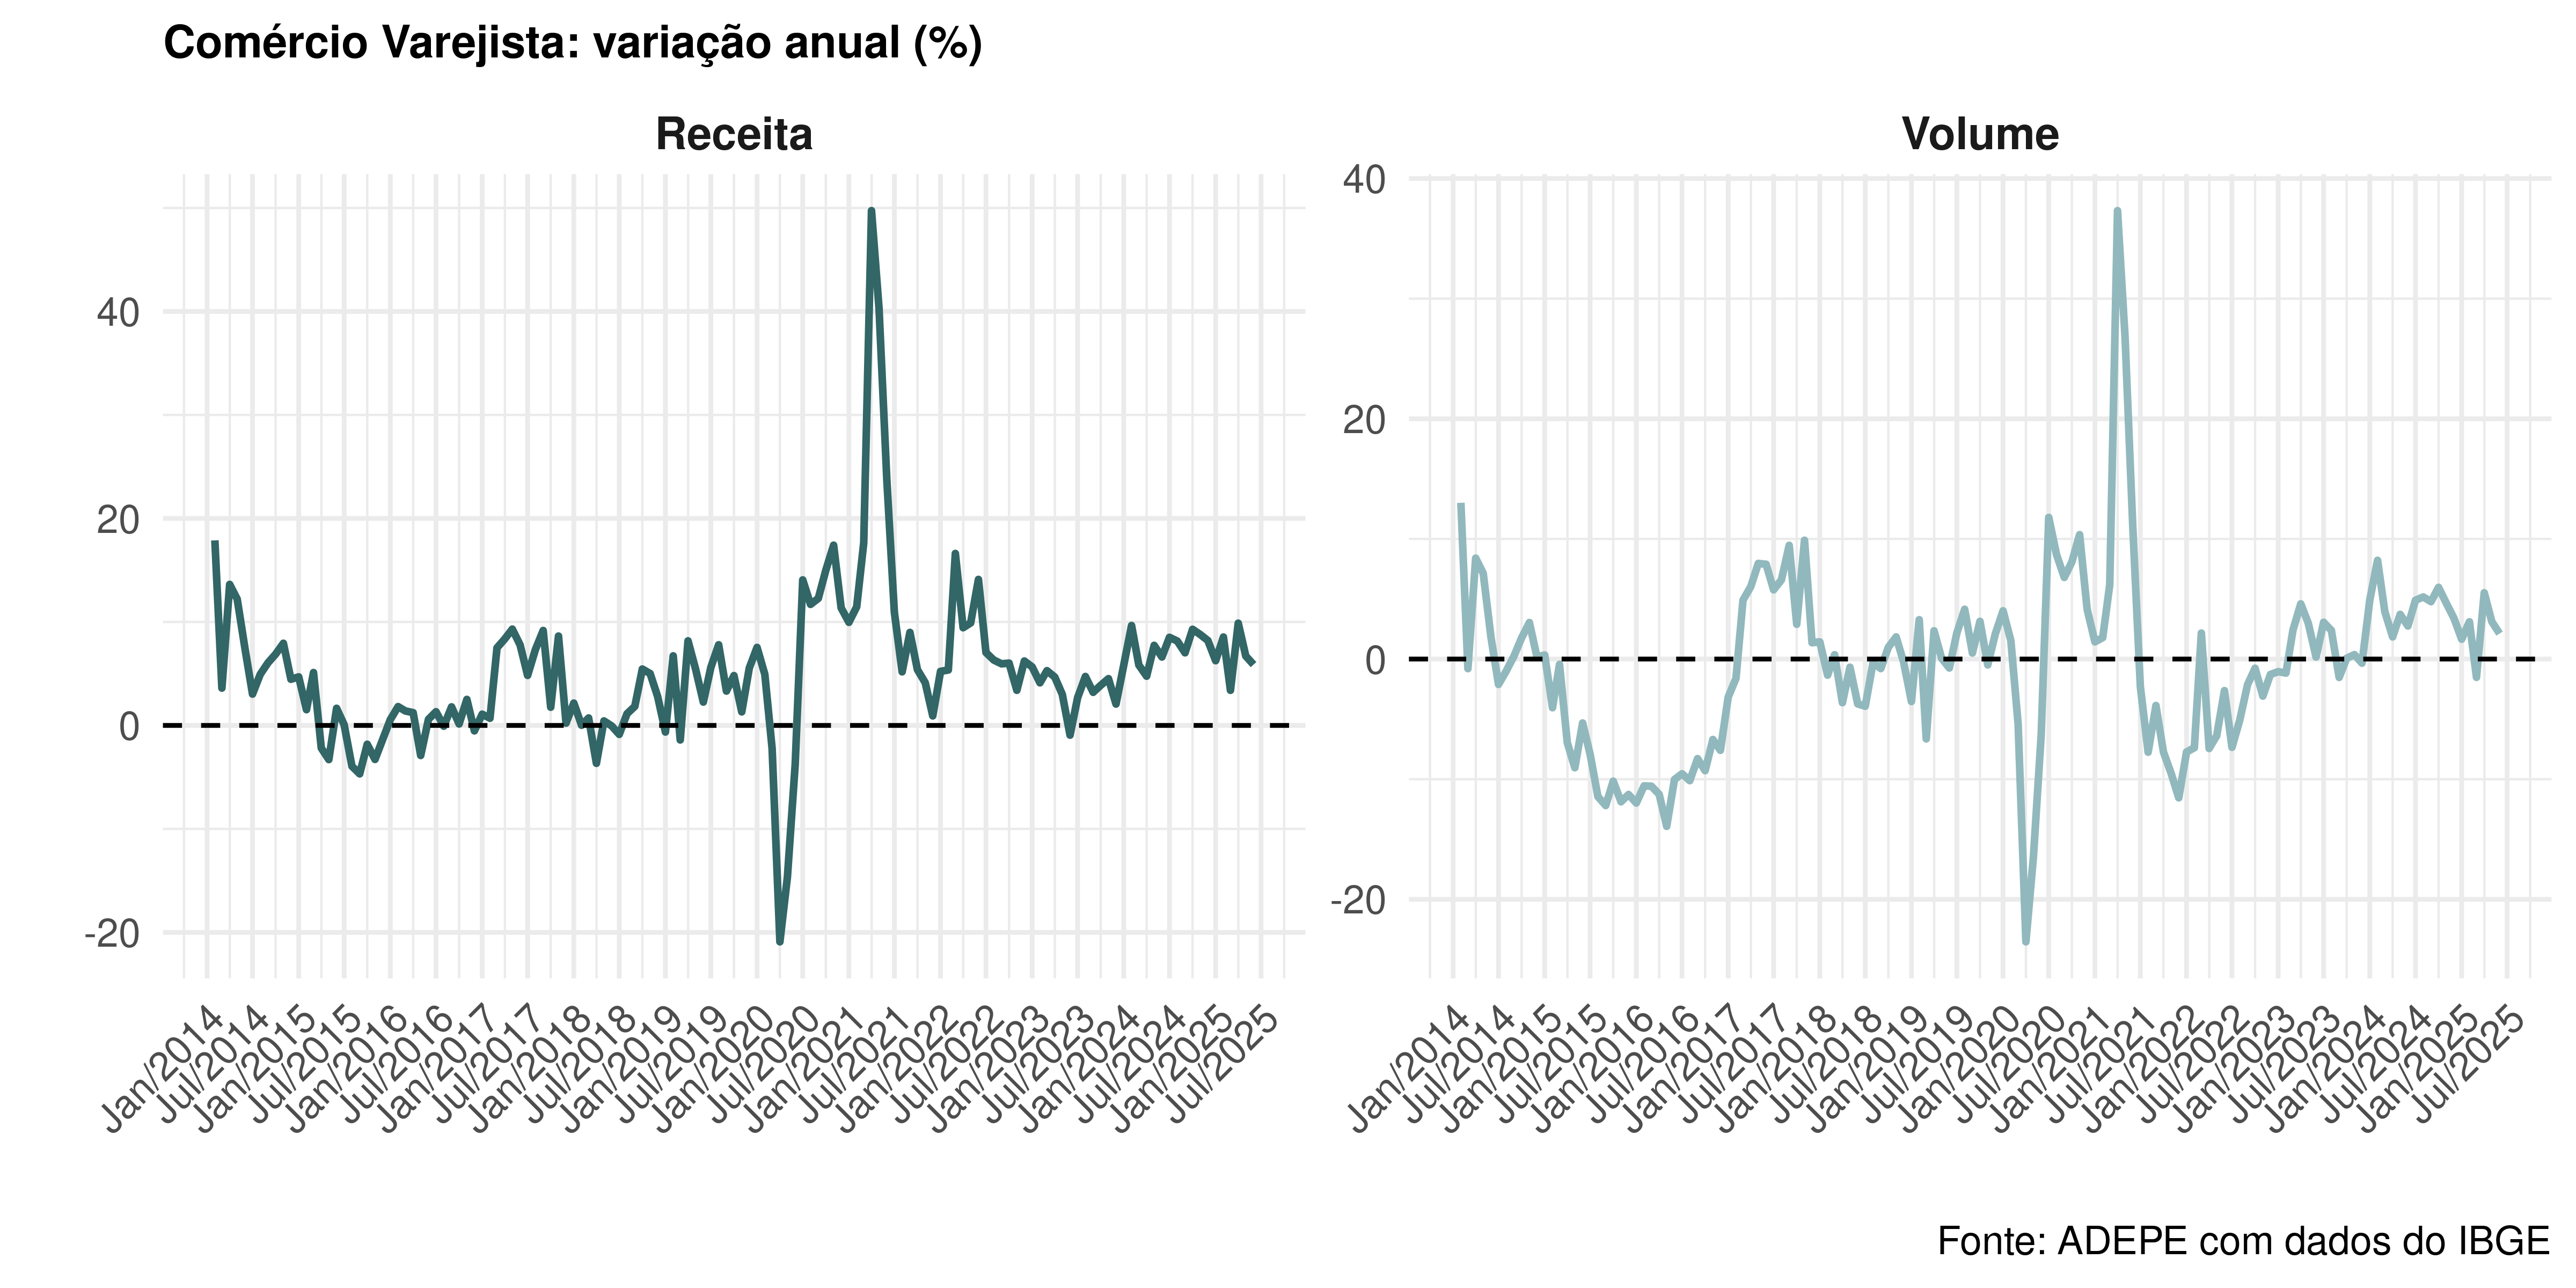 Comércio Varejista: variação anual (%)
Receita
Volume
40
20
0
-20
40
20
0
-20
Jan/2014
Jul/2014
Jan/2015
Jul/2015
Jan/2016
Jul/2016
Jan/2017
Jul/2017
Jan/2018
Jul/2018
Jan/2019
Jul/2019
Jan/2020
Jul/2020
Jan/2021
Jul/2021
Jan/2022
Jul/2022
Jan/2023
Jul/2023
Jan/2024
Jul/2024
Jan/2025
Jul/2025
Jan/2014
Jul/2014
Jan/2015
Jul/2015
Jan/2016
Jul/2016
Jan/2017
Jul/2017
Jan/2018
Jul/2018
Jan/2019
Jul/2019
Jan/2020
Jul/2020
Jan/2021
Jul/2021
Jan/2022
Jul/2022
Jan/2023
Jul/2023
Jan/2024
Jul/2024
Jan/2025
Jul/2025
Fonte: ADEPE com dados do IBGE